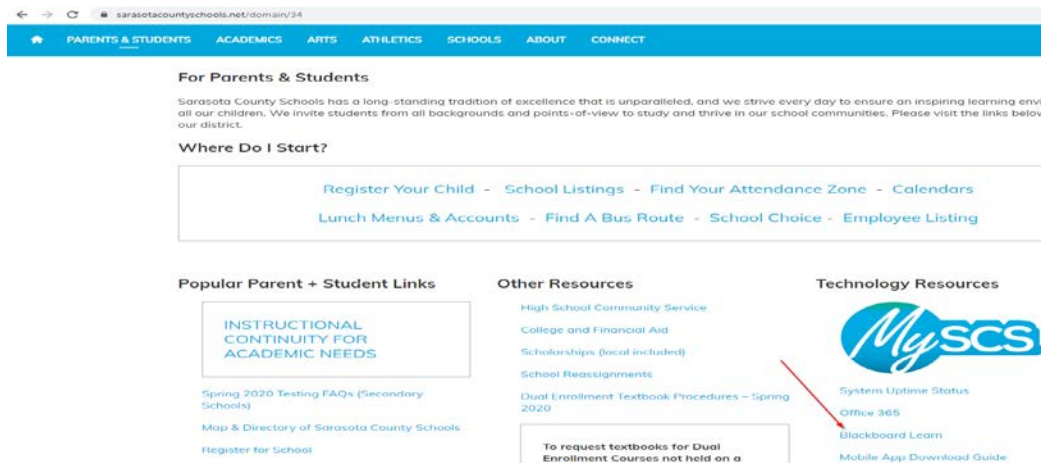 sarasotacountyschools.net/domain/34
PARENTS & STUDENTS ACADEMICS ARTS ATHLETICS SCHOOLS ABOUT CONNECT
For Parents & Students
Sarasota County Schools has a long-standing tradition of excellence that is unparalleled, and we strive every day to ensure an inspiring learning envi
all our children. We invite students from all backgrounds and points-of-view to study and thrive in our school communities. Please visit the links below
our district.
Where Do I Start?
Register Your Child - School Listings - Find Your Attendance Zone - Calendars
Lunch Menus & Accounts - Find A Bus Route - School Choice - Employee Listing
Popular Parent + Student Links
INSTRUCTIONAL
CONTINUITY FOR
ACADEMIC NEEDS
Spring 2020 Testing FAQs (Secondary
Schools)
Map & Directory of Sarasota County Schools
Register for School
Other Resources
High School Community Service
College and Financial Aid
Scholarships (local included)
School Reassignments
Dual Enrollment Textbook Procedures – Spring
2020
To request textbooks for Dual
Enrollment Courses not held on a
Technology Resources
MySCS
System Uptime Status
Office 365
Blackboard Learn
Mobile App Download Guide